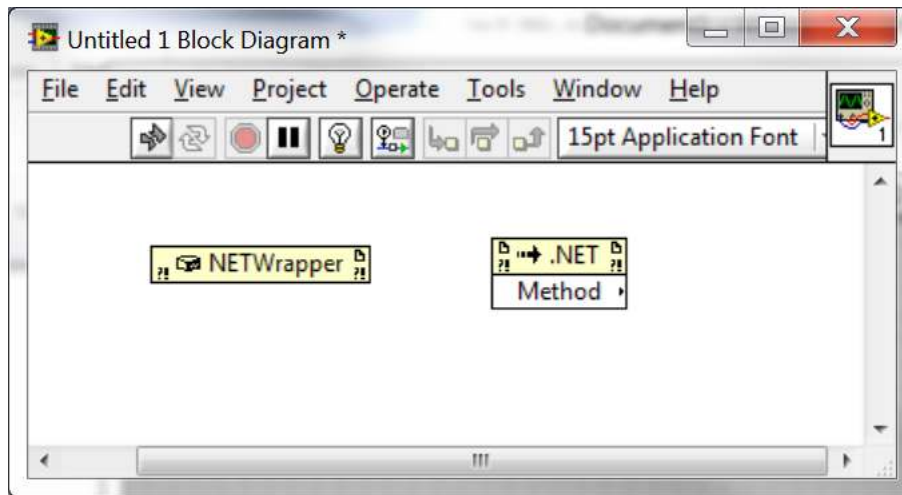 Untitled 1 Block Diagram *
File Edit View Project Operate Tools Window Help
15pt Application Font
1
NETWrapper
.NET
Method